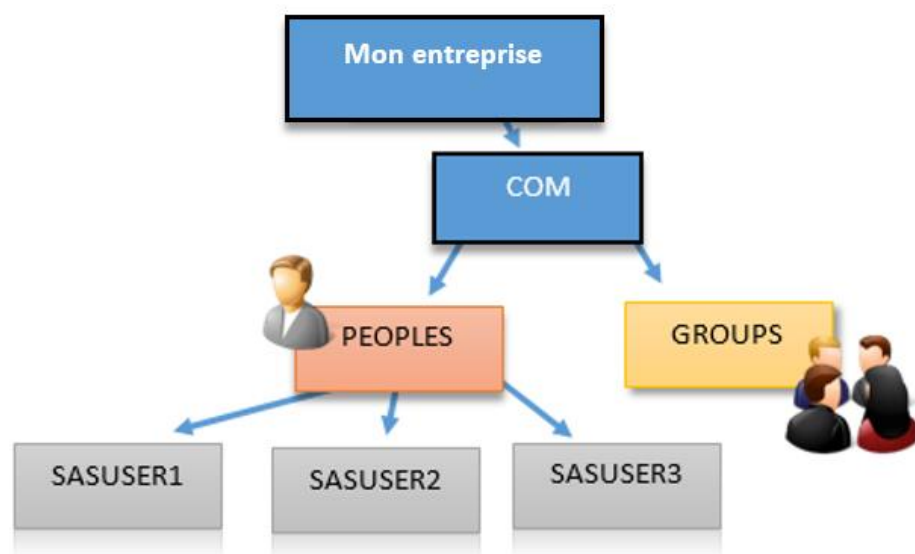 Mon entreprise
COM
PEOPLES
GROUPS
SASUSER1
SASUSER2
SASUSER3